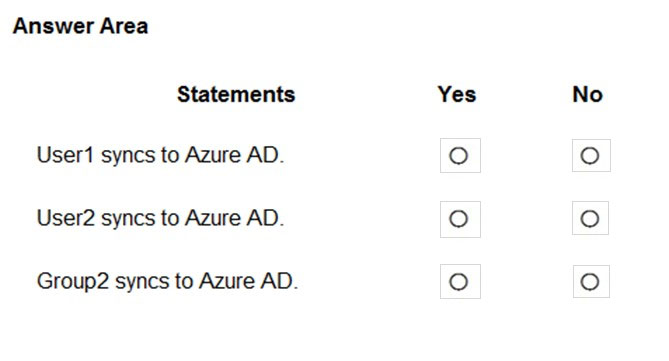 Answer Area
Statements Yes No
User1 syncs to Azure AD.
User2 syncs to Azure AD.
Group2 syncs to Azure AD.